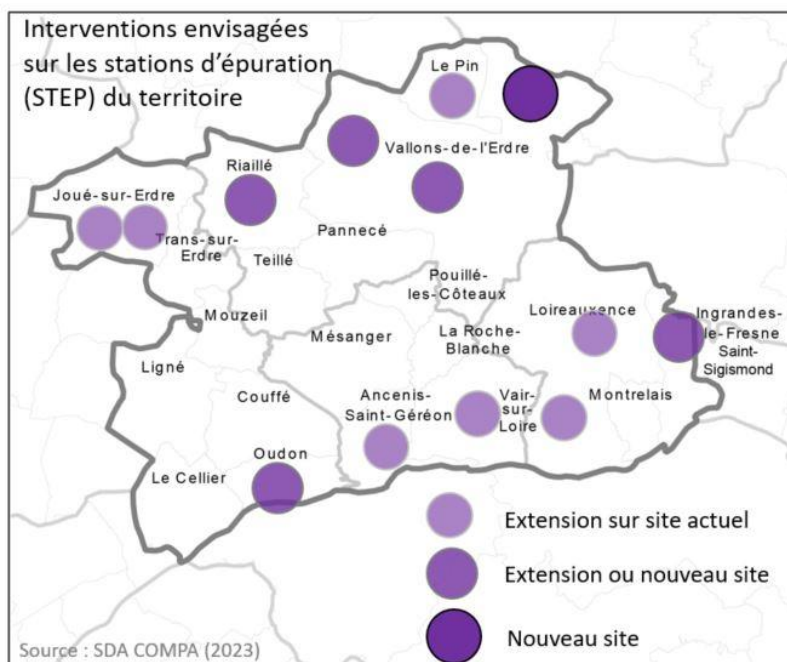 Interventions envisagées
sur les stations d'épuration
(STEP) du territoire
Le Pin
Vallons-de-l'Erdre
Riaillé
Joué-sur-Erdre
Trans-sur-
Erdre
Pannecé
Teillé
Pouillé-
les-Côteaux
Mouzeil
Mésanger
La Roche-
Blanche
Loireauxence
Ingrandes-
le-Fresne
Saint-
Sigismond
Ligné
Couffé
Ancenis-
Saint-Géréon
Vair-
sur-
Loire
Montrelais
Oudon
Le Cellier
Extension sur site actuel
Extension ou nouveau site
Nouveau site
Source : SDA COMPA (2023)